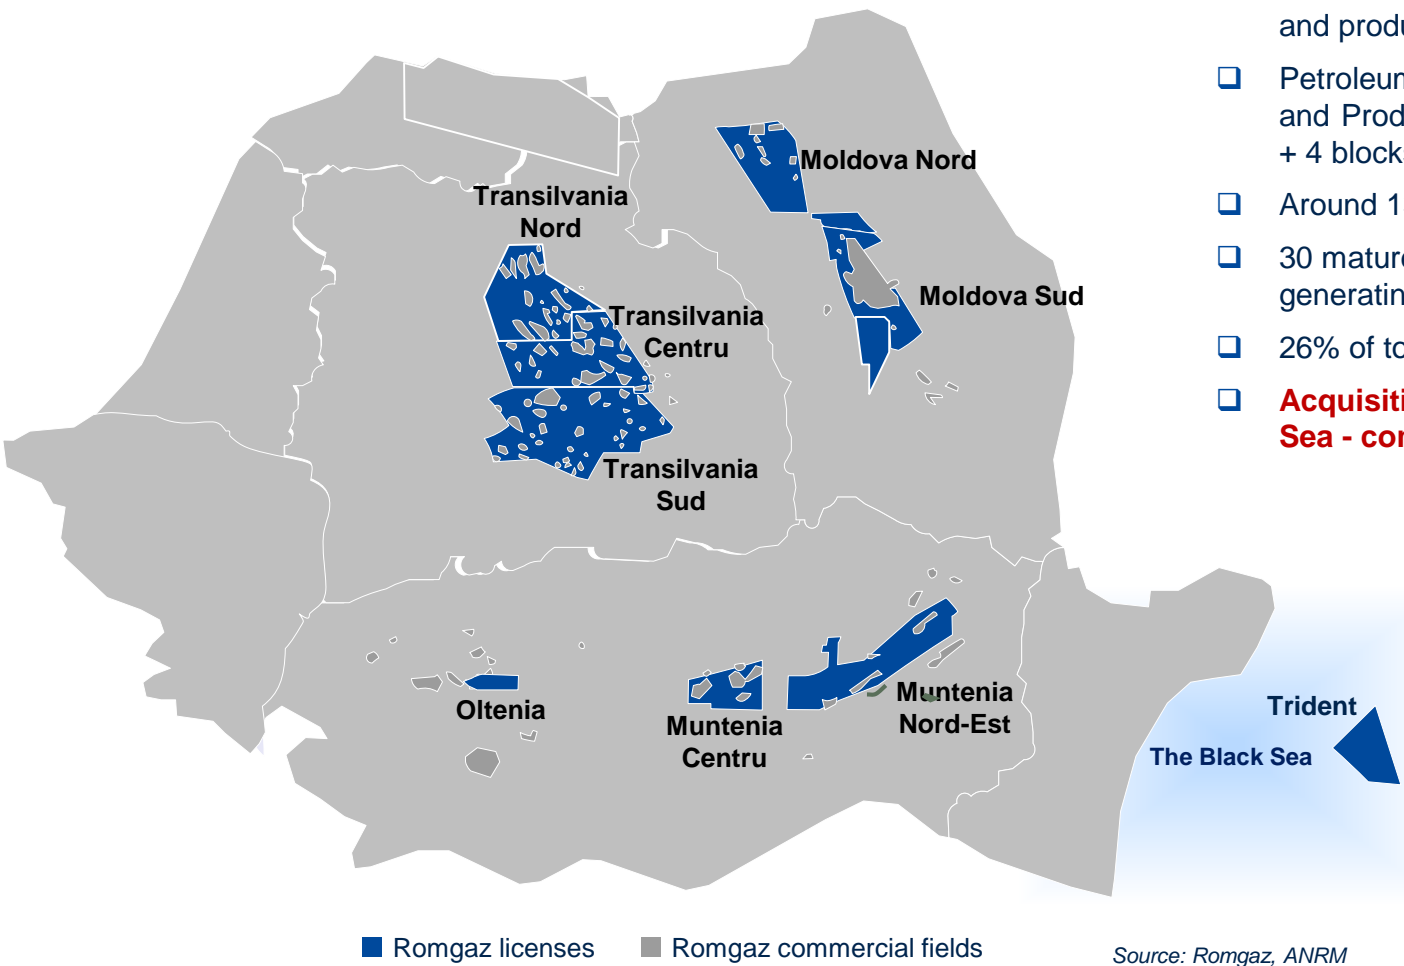 and produ
Petroleum
and Prod
+ 4 block
Around 1
30 mature
generatin
26% of to
Acquisiti
Sea - con
Moldova Nord
Transilvania
Nord
Moldova Sud
Transilvania
Centru
Transilvania
Sud
Oltenia
Muntenia
Centru
Muntenia
Nord-Est
Trident
The Black Sea
Romgaz licenses
Romgaz commercial fields
Source: Romgaz, ANRM